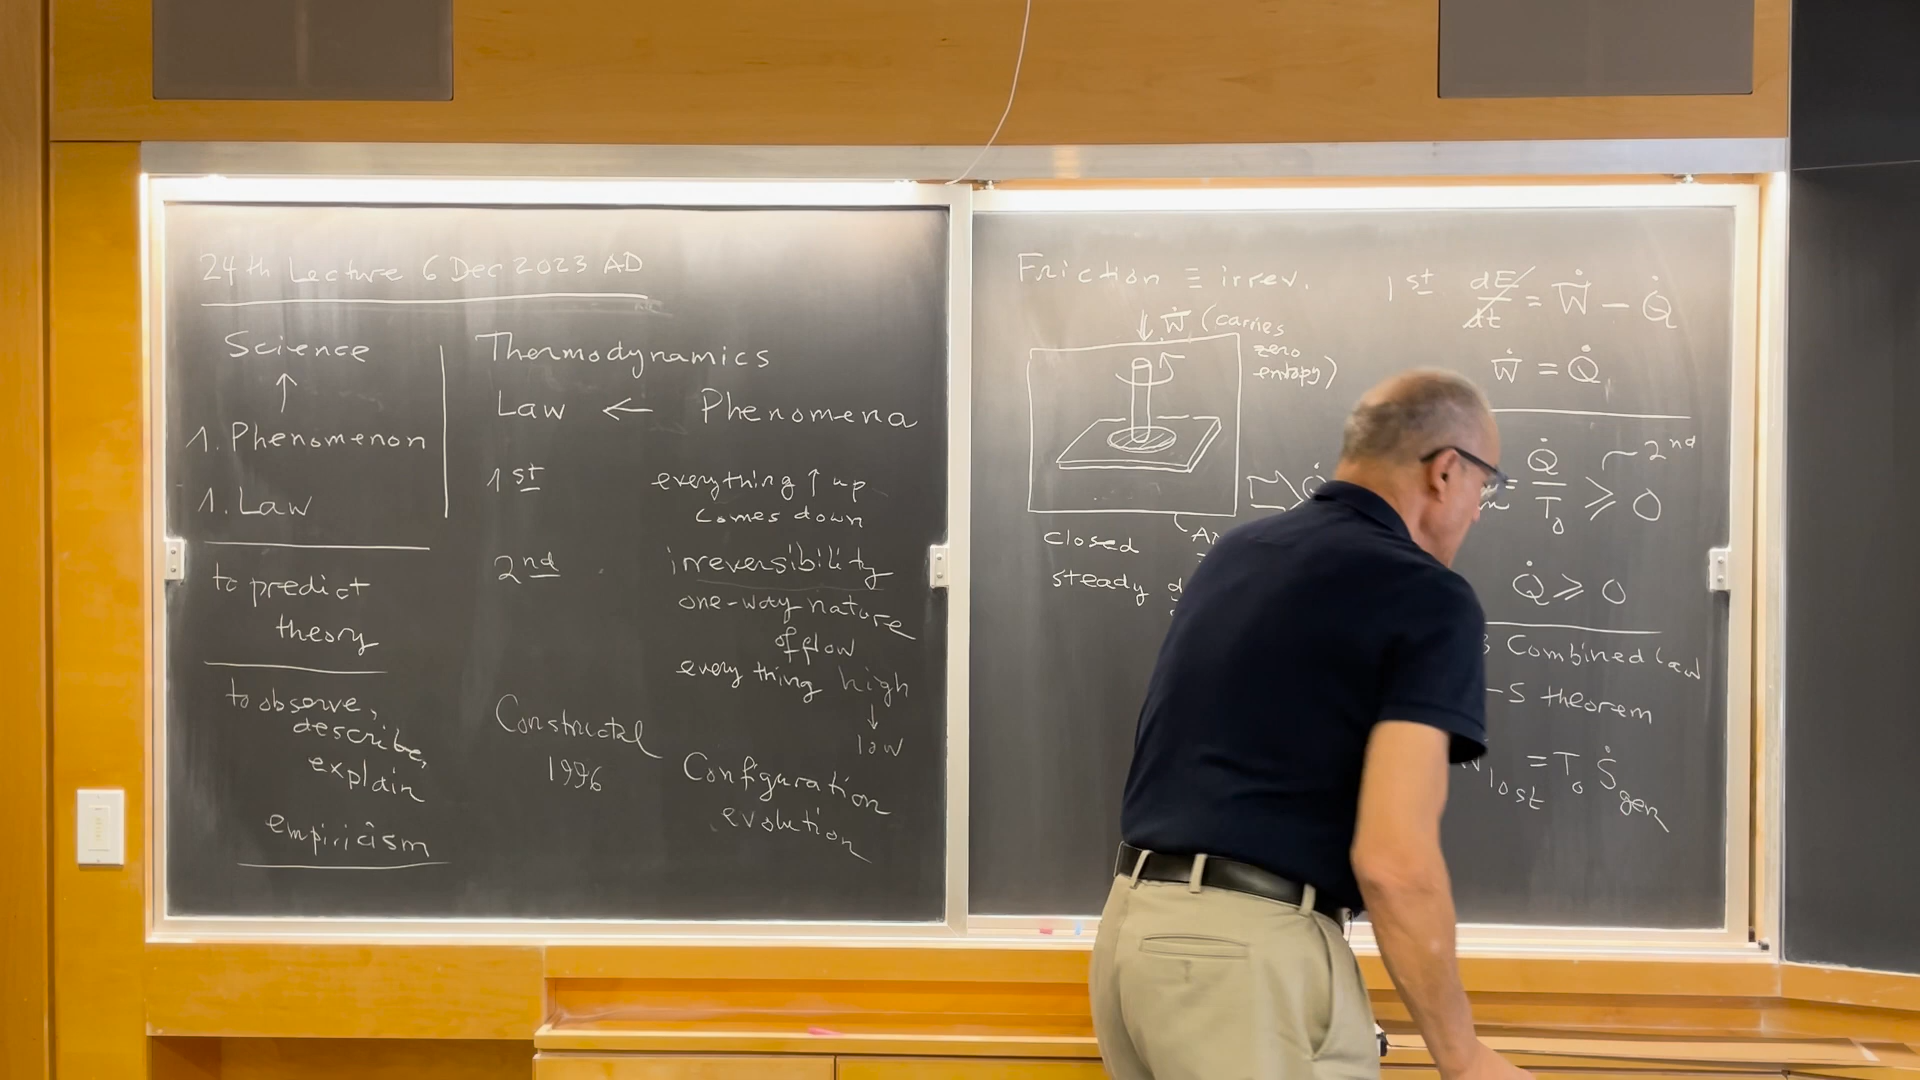 24th Lecture 6 Dec 2023 AD
Science
↑
1. Phenomenon
1. Law
to predict
theory
to observe,
describe,
explain
empiricism
Thermodynamics
Law ← Phenomena
1st everything ↑ up
comes down
2nd irreversibility
one-way nature
of flow
every thing high
↓
low
Constructal
1996
Configuration
evolution
Friction ≡ irrev.
Ẇ (carries
zero
entropy)
closed
steady
1st dE/dt = Ẇ − Q̇
Ẇ = Q̇
= Q̇/T₀ ≥ 0 2nd
Q̇ ≥ 0
Combined Law
-S theorem
lost = T₀ Ṡgen